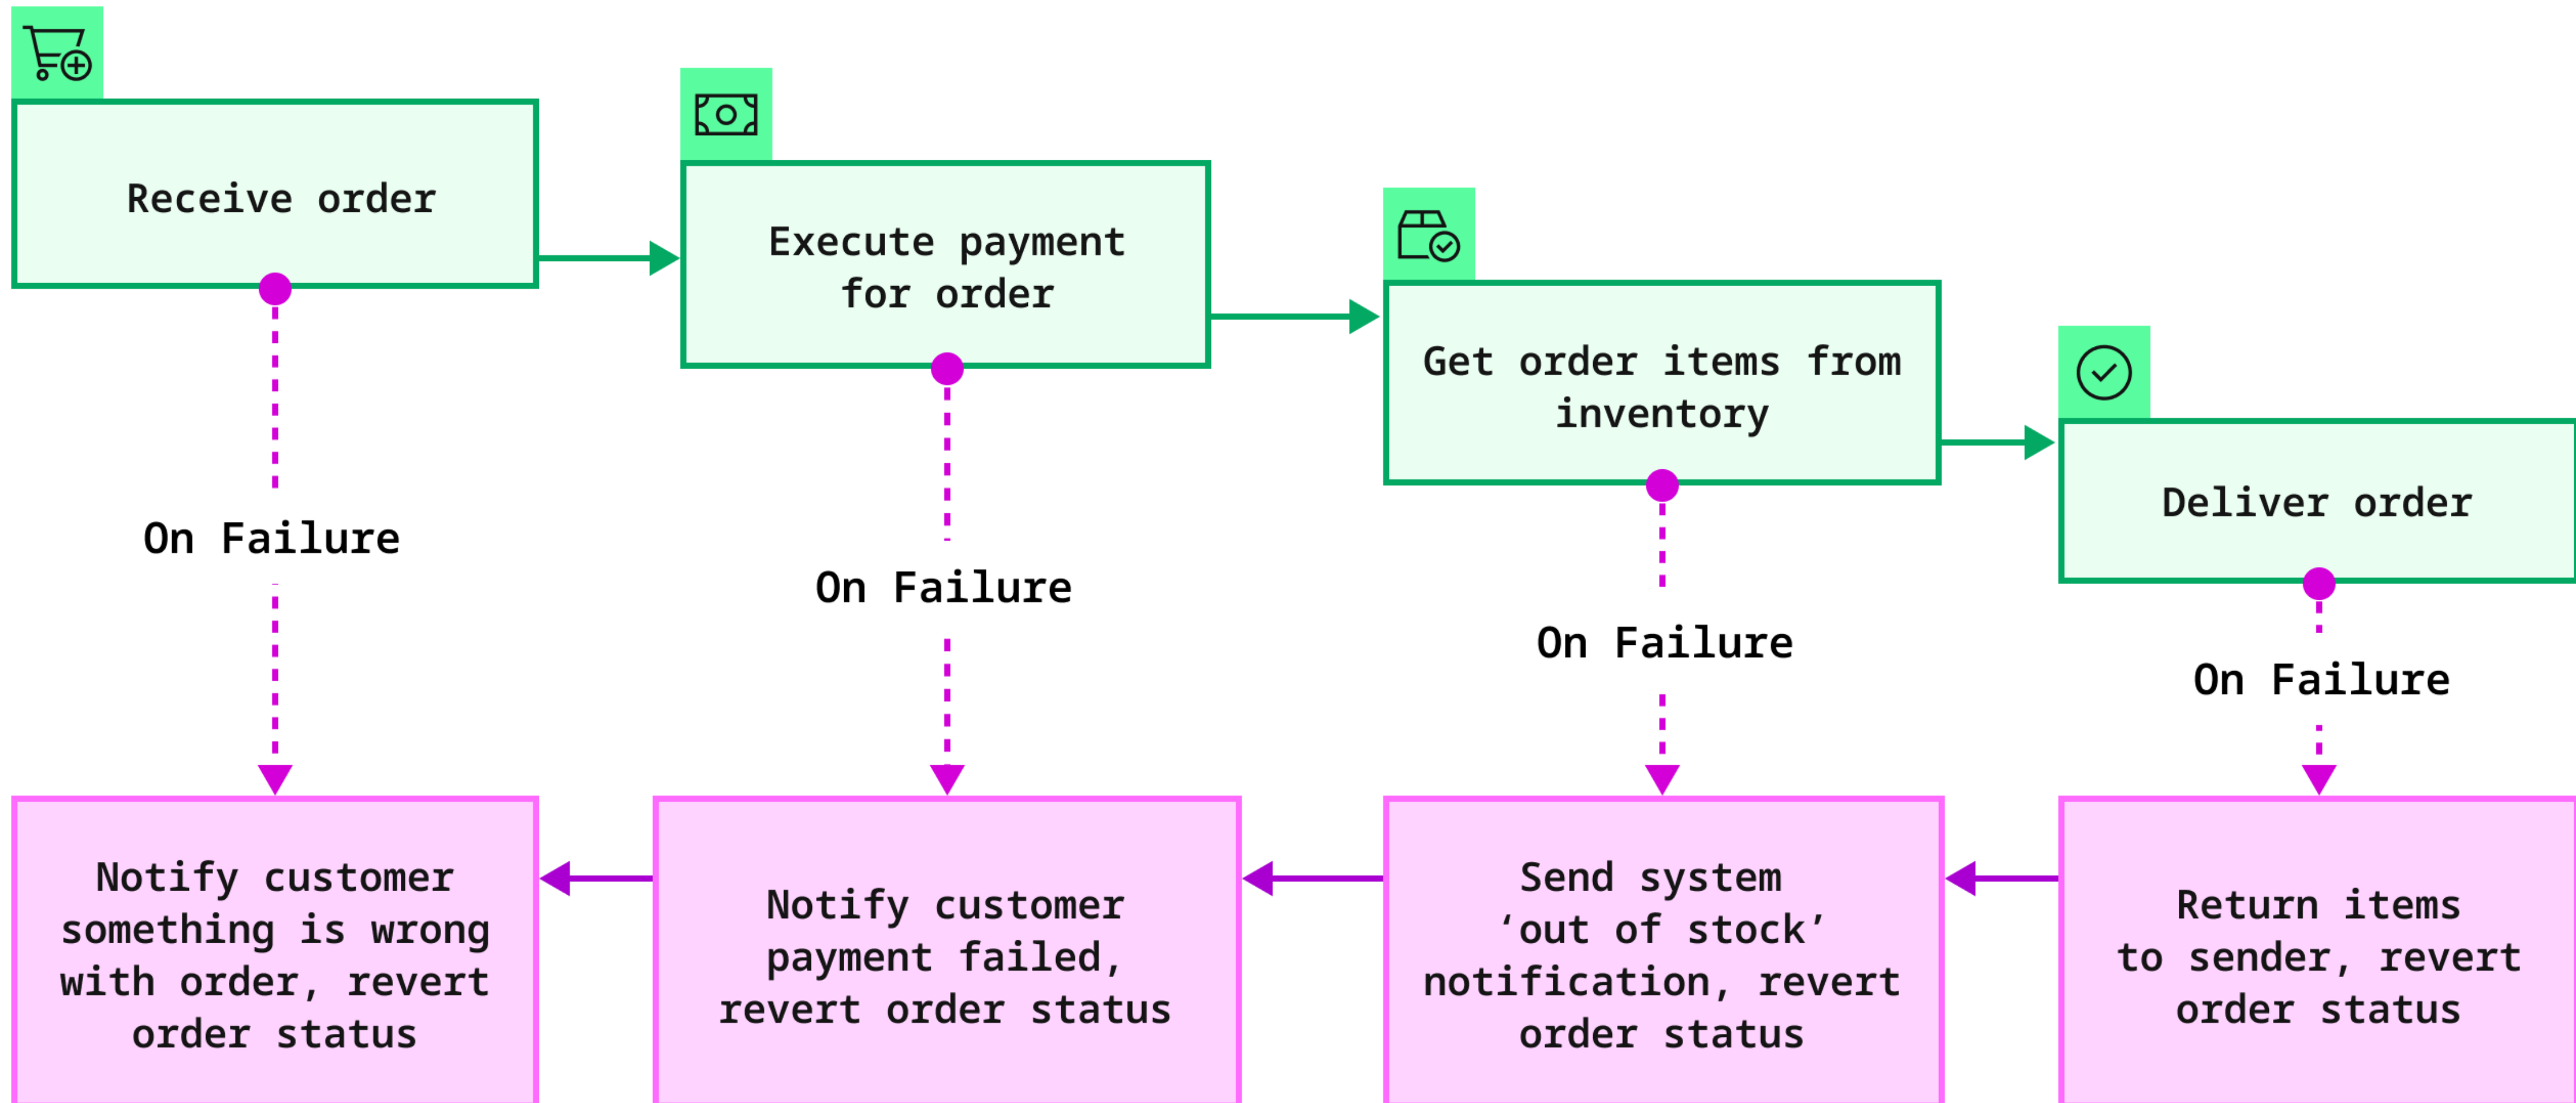 Receive order
Execute payment
for order
Get order items from
inventory
Deliver order
On Failure
On Failure
On Failure
On Failure
Notify customer
something is wrong
with order, revert
order status
Notify customer
payment failed,
revert order status
Send system
‘out of stock’
notification, revert
order status
Return items
to sender, revert
order status